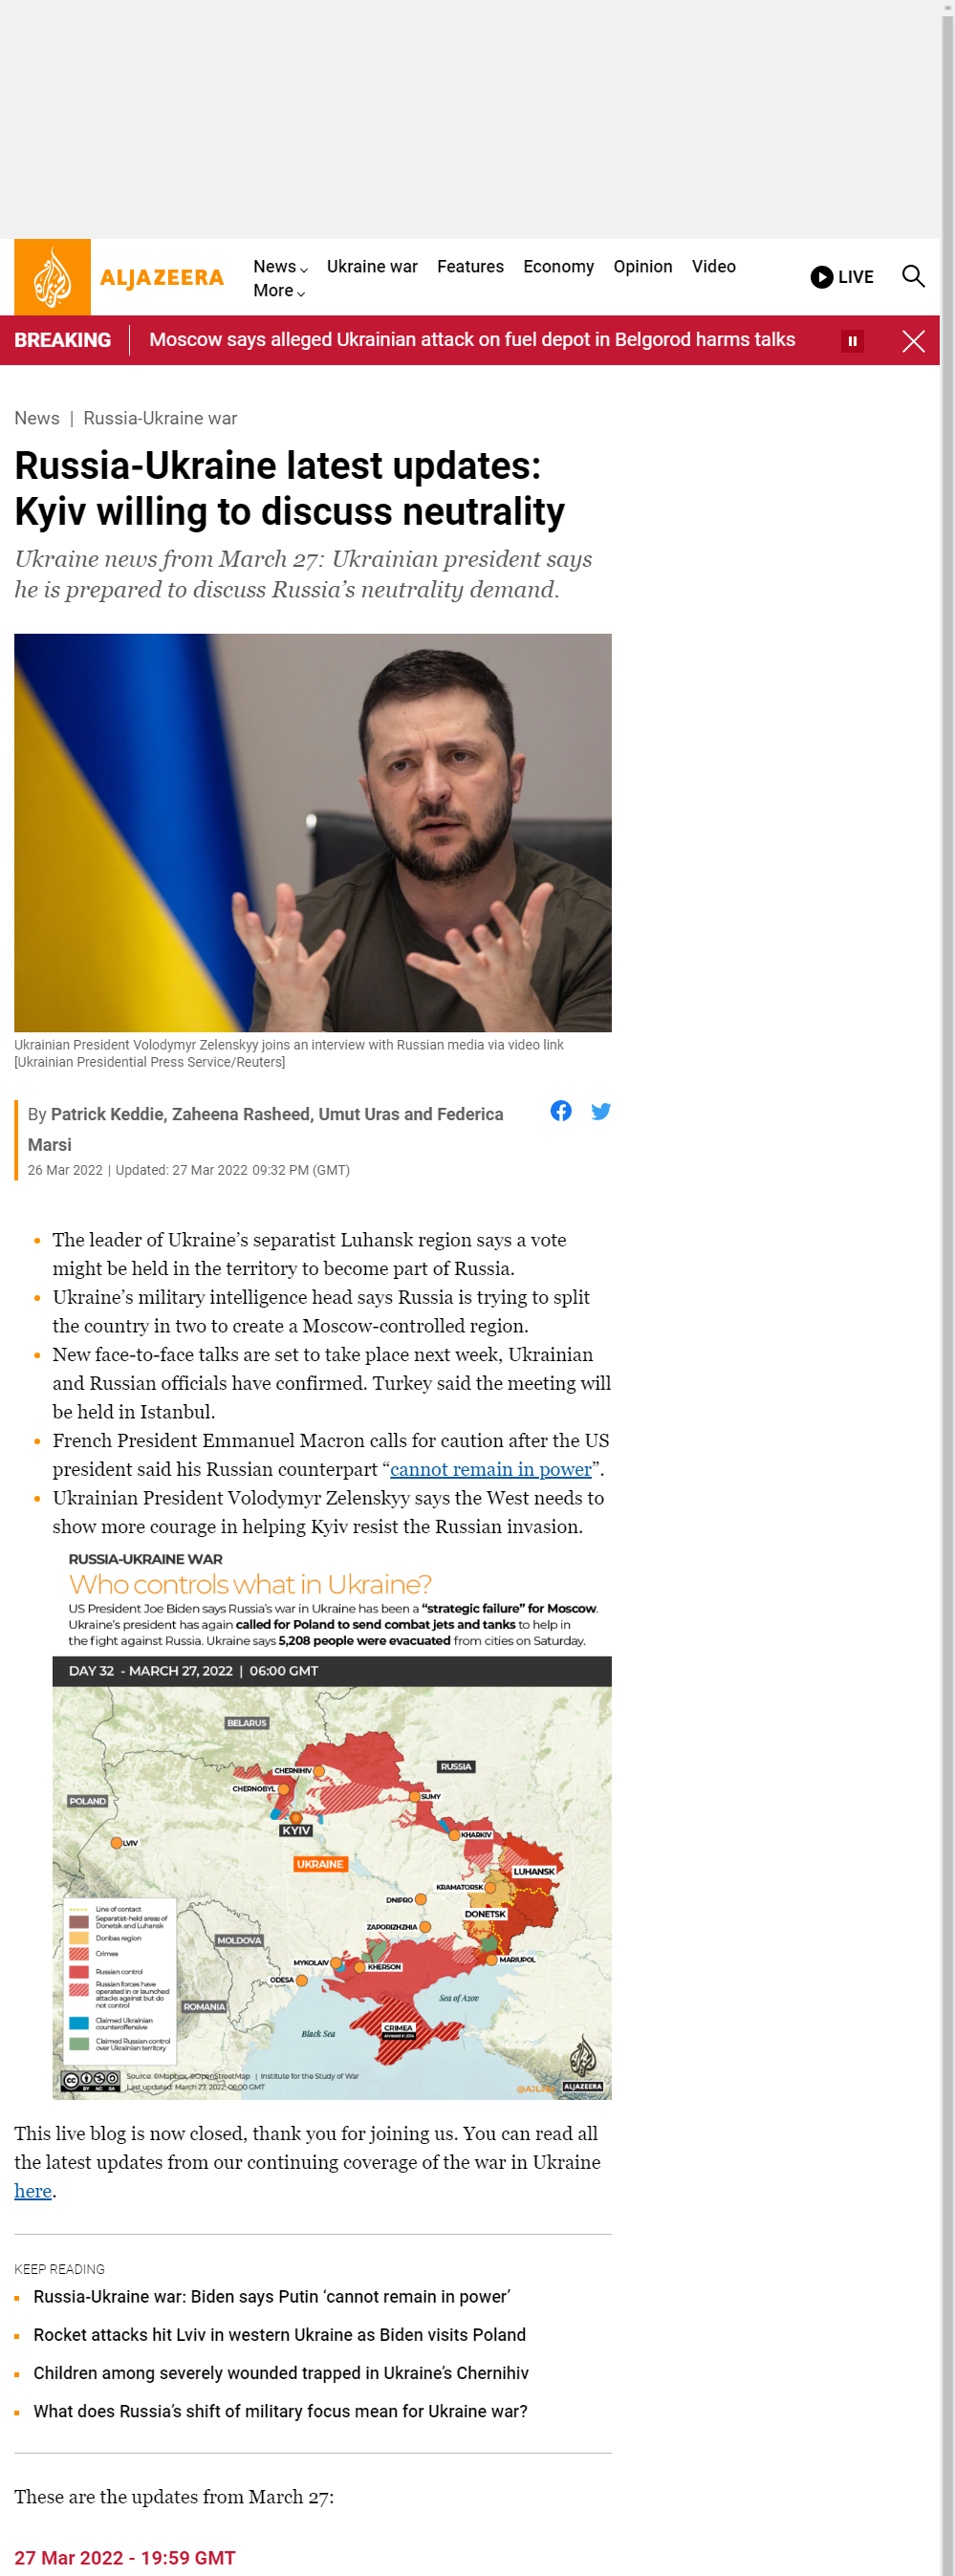 ALJAZEERA
News
Ukraine war
Features
Economy
Opinion
Video
More
LIVE
BREAKING
Moscow says alleged Ukrainian attack on fuel depot in Belgorod harms talks
News | Russia-Ukraine war
Russia-Ukraine latest updates:
Kyiv willing to discuss neutrality
Ukraine news from March 27: Ukrainian president says
he is prepared to discuss Russia’s neutrality demand.
Ukrainian President Volodymyr Zelenskyy joins an interview with Russian media via video link
[Ukrainian Presidential Press Service/Reuters]
By Patrick Keddie, Zaheena Rasheed, Umut Uras and Federica
Marsi
26 Mar 2022 | Updated: 27 Mar 2022 09:32 PM (GMT)
The leader of Ukraine’s separatist Luhansk region says a vote
might be held in the territory to become part of Russia.
Ukraine’s military intelligence head says Russia is trying to split
the country in two to create a Moscow-controlled region.
New face-to-face talks are set to take place next week, Ukrainian
and Russian officials have confirmed. Turkey said the meeting will
be held in Istanbul.
French President Emmanuel Macron calls for caution after the US
president said his Russian counterpart “cannot remain in power”.
Ukrainian President Volodymyr Zelenskyy says the West needs to
show more courage in helping Kyiv resist the Russian invasion.
RUSSIA-UKRAINE WAR
Who controls what in Ukraine?
US President Joe Biden says Russia’s war in Ukraine has been a “strategic failure” for Moscow.
Ukraine’s president has again called for Poland to send combat jets and tanks to help in
the fight against Russia. Ukraine says 5,208 people were evacuated from cities on Saturday.
DAY 32 - MARCH 27, 2022 | 06:00 GMT
BELARUS
RUSSIA
CHERNIHIV
CHERNOBYL
POLAND
SUMY
KYIV
KHARKIV
LVIV
UKRAINE
LUHANSK
KRAMATORSK
DNIPRO
DONETSK
ZAPORIZHZHIA
MOLDOVA
MARIUPOL
MYKOLAIV
KHERSON
ODESA
ROMANIA
Sea of Azov
CRIMEA
Annexed in 2014
Black Sea
Line of contact
Separatist-held areas of
Donetsk and Luhansk
Donbas region
Crimea
Russian control
Russian forces have
operated in or launched
attacks against but do
not control
Claimed Ukrainian
counteroffensive
Claimed Russian control
over Ukrainian territory
Source: ©Mapbox, ©OpenStreetMap | Institute for the Study of War
Last updated: March 27, 2022, 06:00 GMT
CC BY NC SA
ALJAZEERA
This live blog is now closed, thank you for joining us. You can read all
the latest updates from our continuing coverage of the war in Ukraine
here.
KEEP READING
Russia-Ukraine war: Biden says Putin ‘cannot remain in power’
Rocket attacks hit Lviv in western Ukraine as Biden visits Poland
Children among severely wounded trapped in Ukraine’s Chernihiv
What does Russia’s shift of military focus mean for Ukraine war?
These are the updates from March 27:
27 Mar 2022 - 19:59 GMT